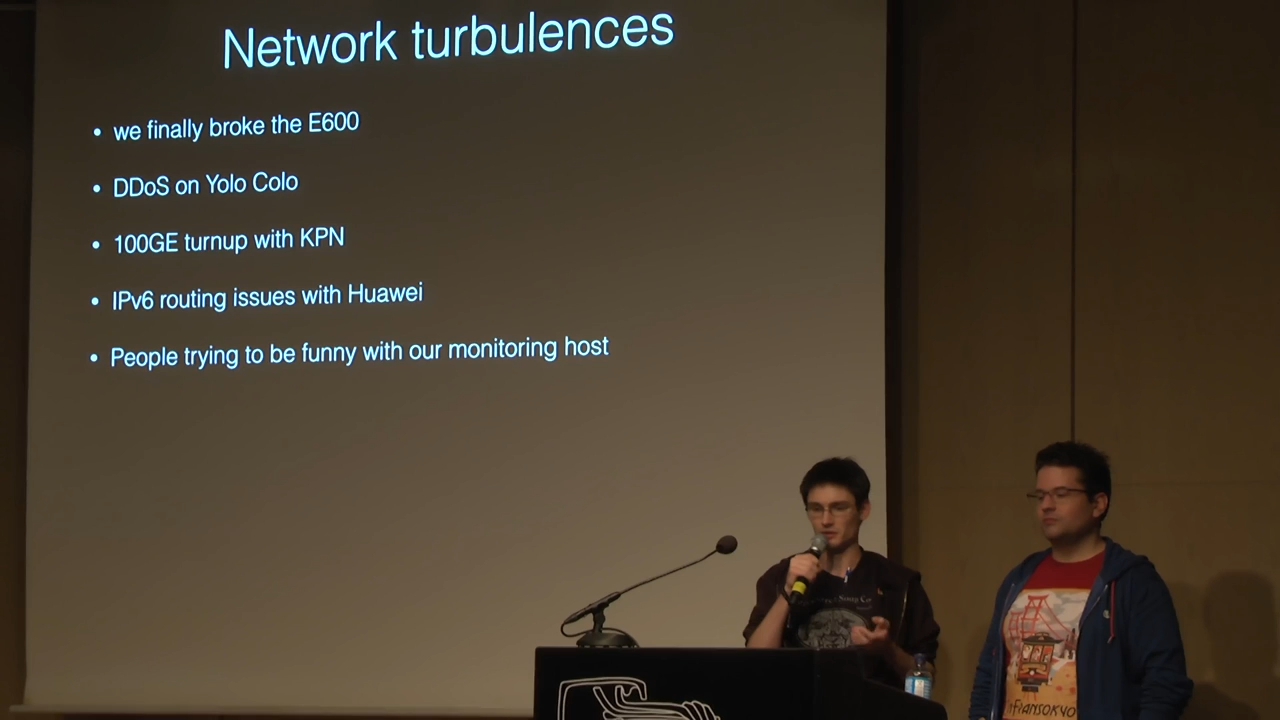 Network turbulences
• we finally broke the E600
• DDoS on Yolo Colo
• 100GE turnup with KPN
• IPv6 routing issues with Huawei
• People trying to be funny with our monitoring host